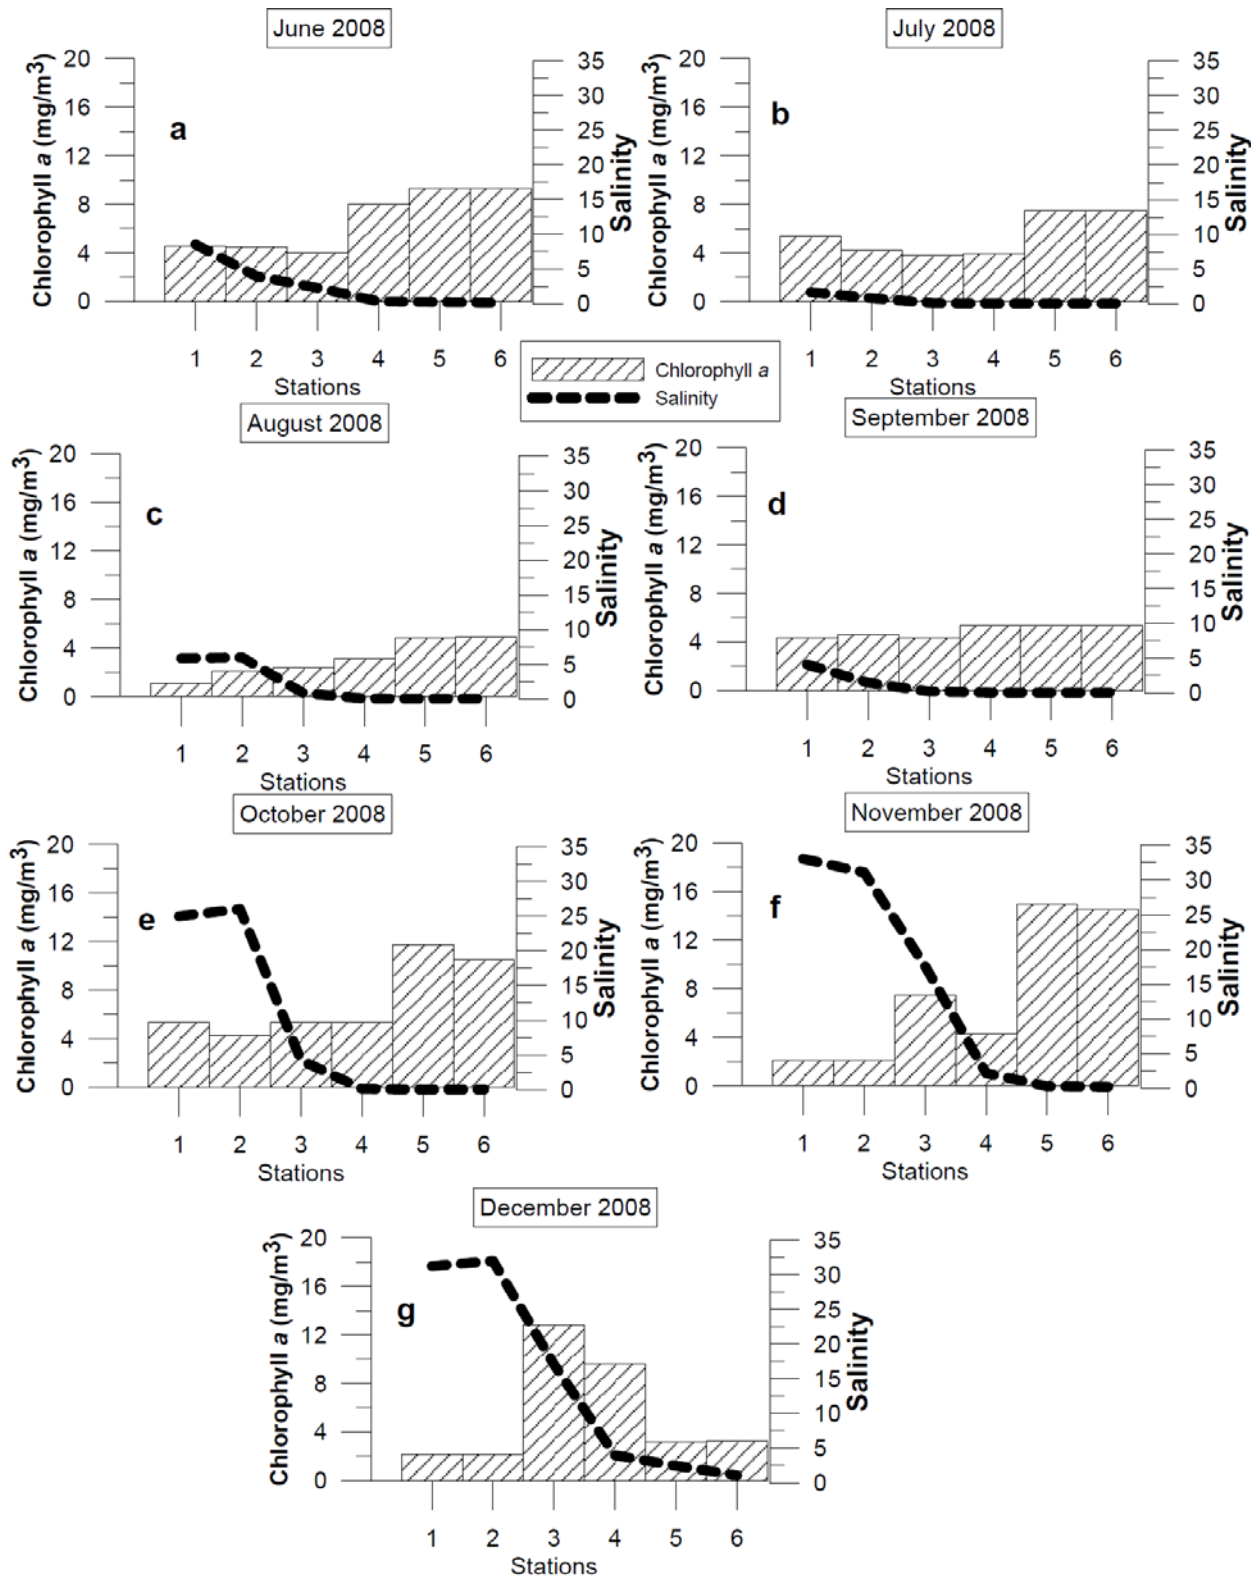 June 2008
Chlorophyll a (mg/m³)
20
16
12
8
4
0
a
35
30
25
20
15
10
5
0
Salinity
1 2 3 4 5 6
Stations
July 2008
Chlorophyll a (mg/m³)
20
16
12
8
4
0
b
35
30
25
20
15
10
5
0
Salinity
1 2 3 4 5 6
Stations
Chlorophyll a
Salinity
August 2008
Chlorophyll a (mg/m³)
20
16
12
8
4
0
c
35
30
25
20
15
10
5
0
Salinity
1 2 3 4 5 6
Stations
September 2008
Chlorophyll a (mg/m³)
20
16
12
8
4
0
d
35
30
25
20
15
10
5
0
Salinity
1 2 3 4 5 6
Stations
October 2008
Chlorophyll a (mg/m³)
20
16
12
8
4
0
e
35
30
25
20
15
10
5
0
Salinity
1 2 3 4 5 6
Stations
November 2008
Chlorophyll a (mg/m³)
20
16
12
8
4
0
f
35
30
25
20
15
10
5
0
Salinity
1 2 3 4 5 6
Stations
December 2008
Chlorophyll a (mg/m³)
20
16
12
8
4
0
g
35
30
25
20
15
10
5
0
Salinity
1 2 3 4 5 6
Stations